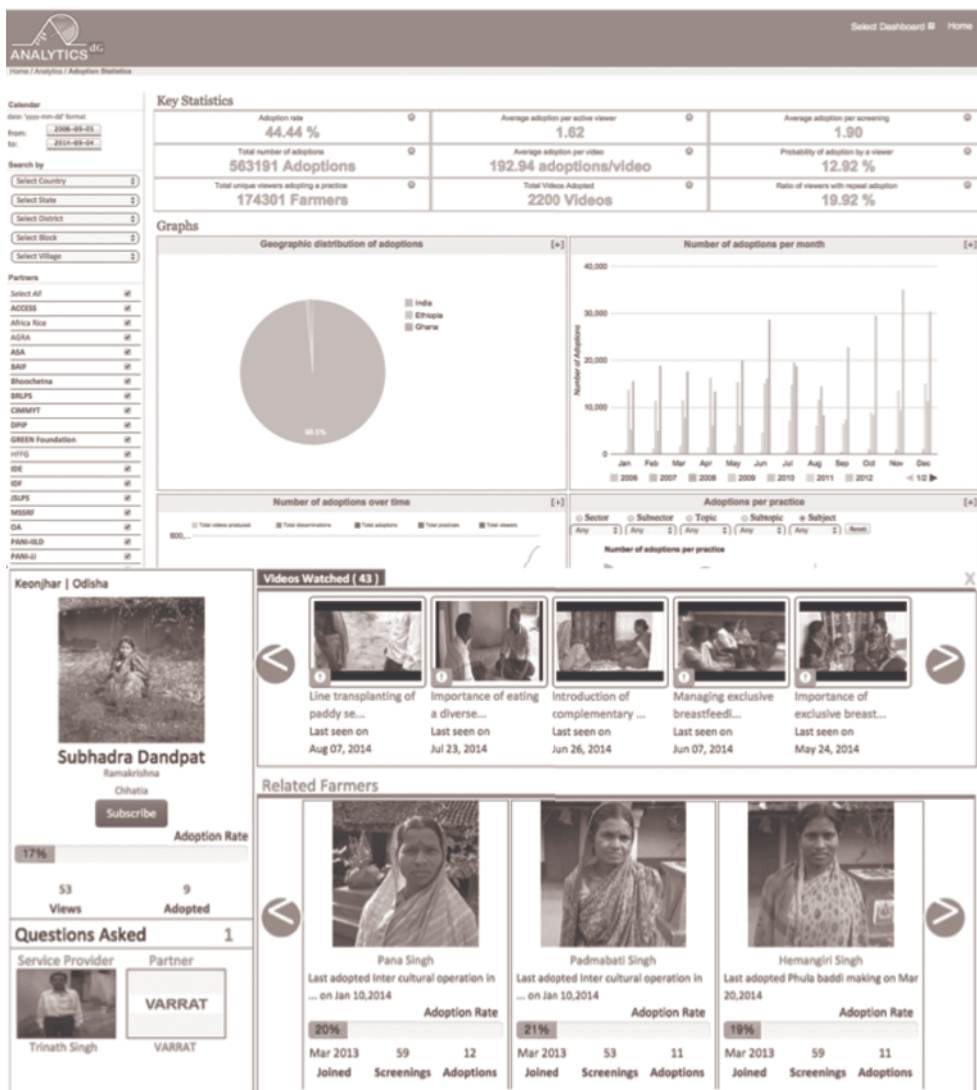 ANALYTICS dG
Select Dashboard Home
Home / Analytics / Adoption Statistics
Calendar
date: 'yyyy-mm-dd' format
from: 2006-09-05
to: 2014-09-04
Search by
Select Country
Select State
Select District
Select Block
Select Village
Partners
Select All
ACCESS
Africa Rice
AGRA
ASA
BAIF
Bhoochetna
BRLPS
CIMMYT
DPIP
GREEN Foundation
HFFG
IDE
IDF
JSLPS
MSSRF
OA
PANI-IILD
PANI-JJ
Key Statistics
Adoption rate
44.44 %
Average adoption per active viewer
1.62
Average adoption per screening
1.90
Total number of adoptions
563191 Adoptions
Average adoption per video
192.94 adoptions/video
Probability of adoption by a viewer
12.92 %
Total unique viewers adopting a practice
174301 Farmers
Total Videos Adopted
2200 Videos
Ratio of viewers with repeat adoption
19.92 %
Graphs
Geographic distribution of adoptions [+]
India
Ethiopia
Ghana
98.5%
Number of adoptions per month [+]
Number of Adoptions
40,000
30,000
20,000
10,000
0
Jan Feb Mar Apr May Jun Jul Aug Sep Oct Nov Dec
2006 2007 2008 2009 2010 2011 2012 1/2
Number of adoptions over time [+]
Total videos produced Total disseminations Total adoptions Total practices Total viewers
600,...
Adoptions per practice [+]
Sector Subsector Topic Subtopic Subject
(Any (Any (Any (Any (Any Reset
Number of adoptions per practice
Keonjhar | Odisha
Subhadra Dandpat
Ramakrishna
Chhatia
Subscribe
Adoption Rate
17%
53 9
Views Adopted
Questions Asked 1
Service Provider Partner
VARRAT
Trinath Singh VARRAT
Videos Watched ( 43 ) X
Line transplanting of
paddy se...
Last seen on
Aug 07, 2014
Importance of eating
a diverse...
Last seen on
Jul 23, 2014
Introduction of
complementary ...
Last seen on
Jun 26, 2014
Managing exclusive
breastfeedi...
Last seen on
Jun 07, 2014
Importance of
exclusive breast...
Last seen on
May 24, 2014
Related Farmers
Pana Singh
Last adopted Inter cultural operation in
... on Jan 10,2014
Adoption Rate
20%
Mar 2013 59 12
Joined Screenings Adoptions
Padmabati Singh
Last adopted Inter cultural operation in
... on Jan 10,2014
Adoption Rate
21%
Mar 2013 53 11
Joined Screenings Adoptions
Hemangiri Singh
Last adopted Phula baddi making on Mar
20,2014
Adoption Rate
19%
Mar 2013 59 11
Joined Screenings Adoptions